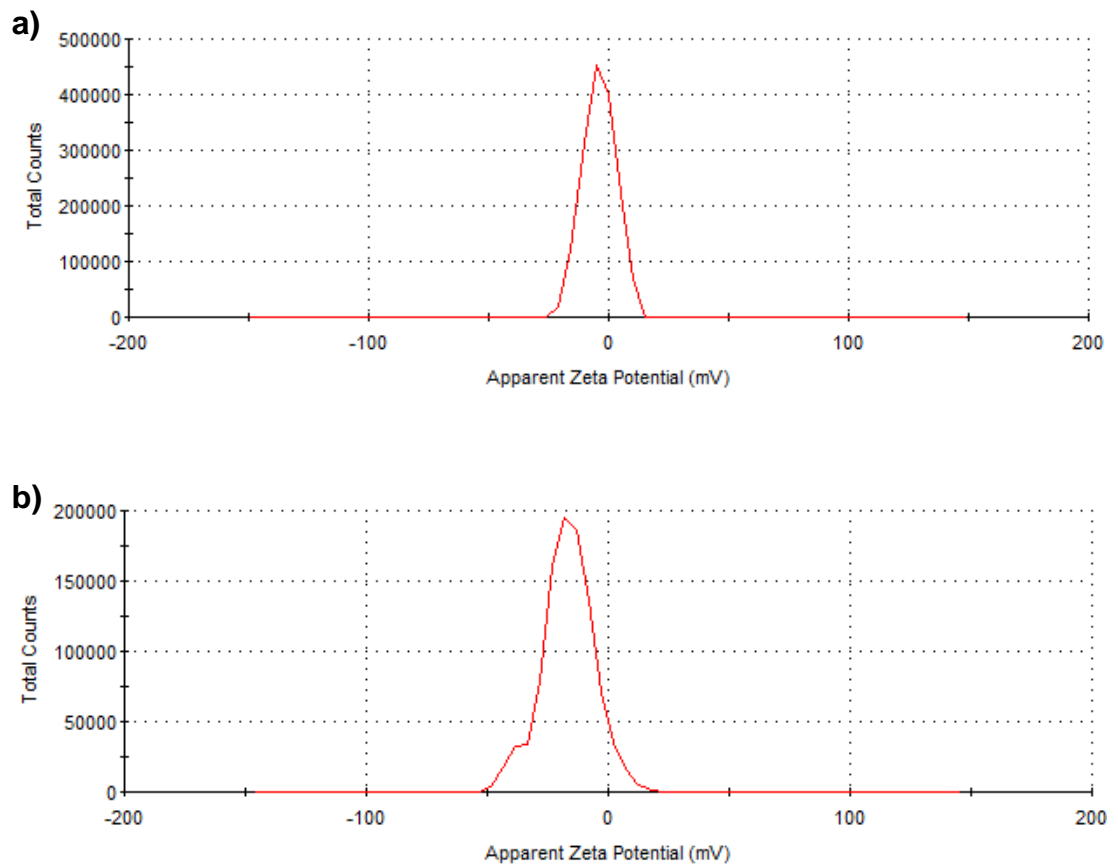 a)
500000
400000
300000
200000
100000
0
Total Counts
-200 -100 0 100 200
Apparent Zeta Potential (mV)
b)
200000
150000
100000
50000
0
Total Counts
-200 -100 0 100 200
Apparent Zeta Potential (mV)